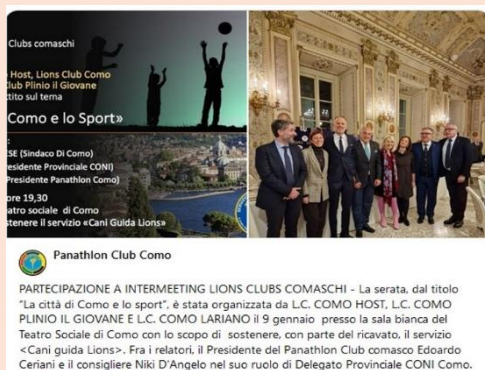 Clubs comaschi
Host, Lions Club Como
Club Plinio il Giovane
ttito sul tema
Como e lo Sport»
ESE (Sindaco Di Como)
residente Provinciale CONI)
Presidente Panathlon Como)
ore 19,30
atro sociale di Como
stenere il servizio «Cani Guida Lions»
Panathlon Club Como
PARTECIPAZIONE A INTERMEETING LIONS CLUBS COMASCHI - La serata, dal titolo
"La città di Como e lo sport", è stata organizzata da L.C. COMO HOST, L.C. COMO
PLINIO IL GIOVANE E L.C. COMO LARIANO il 9 gennaio presso la sala bianca del
Teatro Sociale di Como con lo scopo di sostenere, con parte del ricavato, il servizio
<Cani guida Lions>. Fra i relatori, il Presidente del Panathlon Club comasco Edoardo
Ceriani e il consigliere Niki D'Angelo nel suo ruolo di Delegato Provinciale CONI Como.